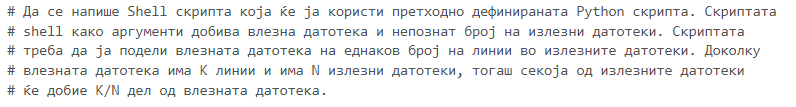 # Да се напише Shell скрипта која ќе ја користи претходно дефинираната Python скрипта. Скриптата
# shell како аргументи добива влезна датотека и непознат број на излезни датотеки. Скриптата
# треба да ја подели влезната датотека на еднаков број на линии во излезните датотеки. Доколку
# влезната датотека има K линии и има N излезни датотеки, тогаш секоја од излезните датотеки
# ќе добие K/N дел од влезната датотека.